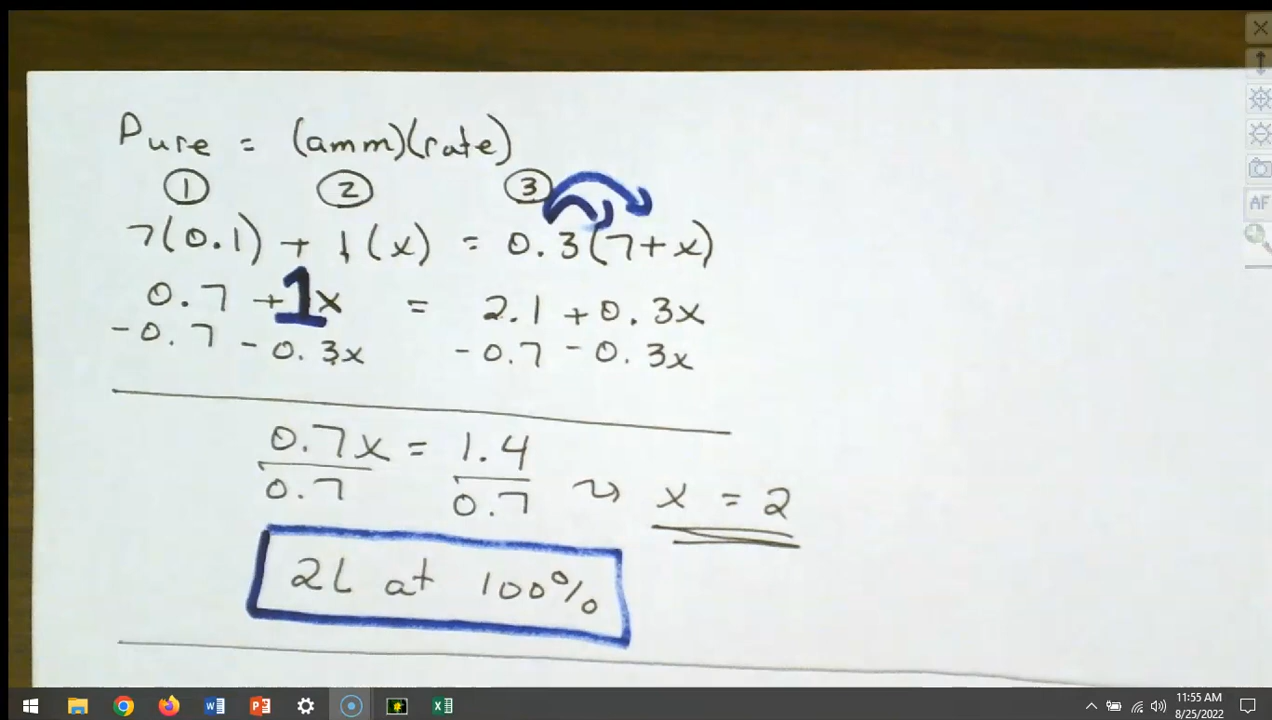 Pure = (amm)(rate)
① ② ③
7(0.1) + 1(x) = 0.3(7+x)
0.7 + 1x = 2.1 + 0.3x
-0.7 -0.3x -0.7 -0.3x
0.7x = 1.4
0.7 0.7 ⤳ x = 2
2L at 100%
AF
11:55 AM
8/25/2022